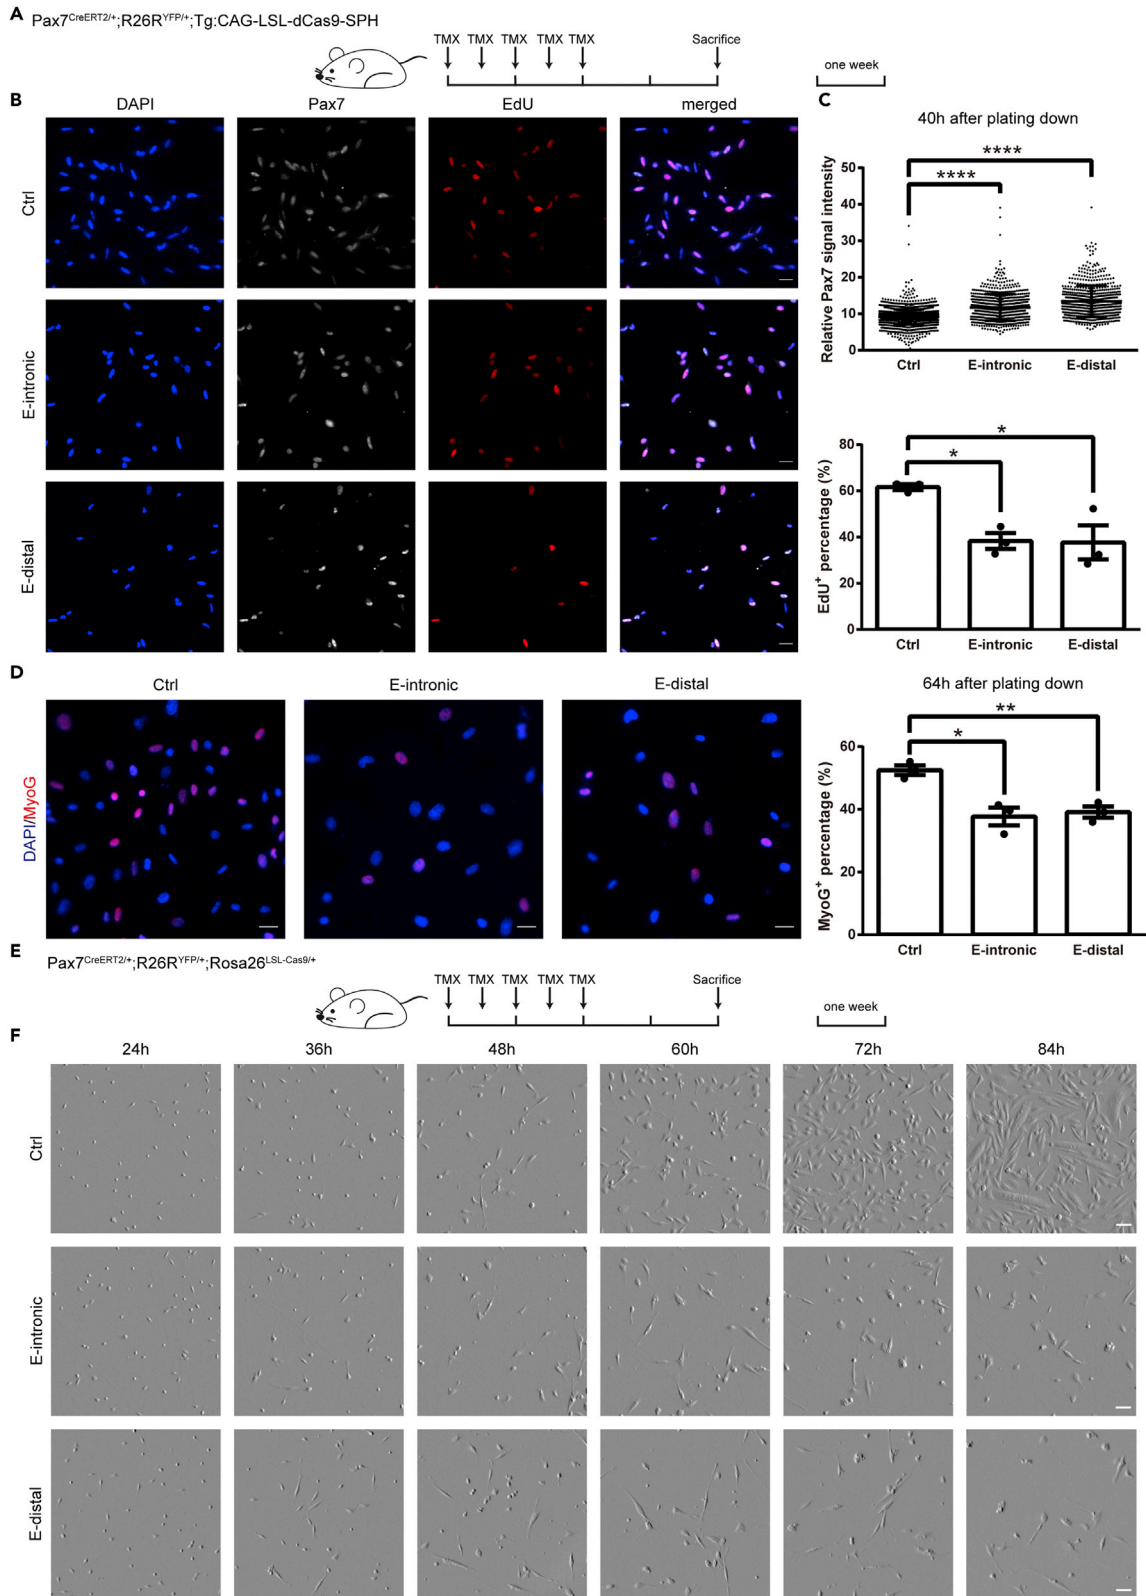 A
Pax7CreERT2/+;R26RYFP/+;Tg:CAG-LSL-dCas9-SPH
TMX TMX TMX TMX TMX Sacrifice
one week
B
DAPI Pax7 EdU merged
Ctrl
E-intronic
E-distal
C
40h after plating down
Relative Pax7 signal intensity
50
40
30
20
10
0
****
****
Ctrl E-intronic E-distal
EdU+ percentage (%)
80
60
40
20
0
*
*
Ctrl E-intronic E-distal
D
Ctrl E-intronic E-distal
DAPI/MyoG
64h after plating down
MyoG+ percentage (%)
60
40
20
0
**
*
Ctrl E-intronic E-distal
E
Pax7CreERT2/+;R26RYFP/+;Rosa26LSL-Cas9/+
TMX TMX TMX TMX TMX Sacrifice
one week
F
24h 36h 48h 60h 72h 84h
Ctrl
E-intronic
E-distal